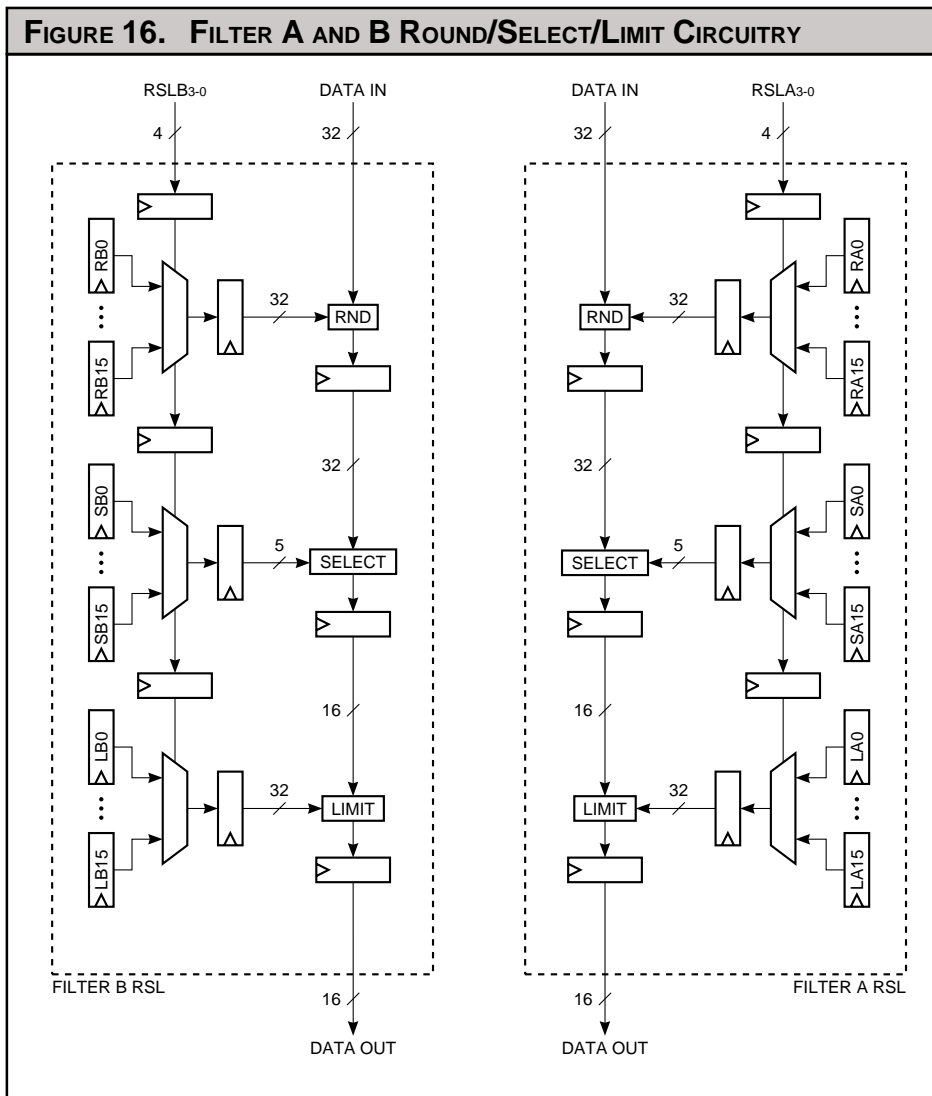 FIGURE 16. FILTER A AND B ROUND/SELECT/LIMIT CIRCUITRY
RSLB3-0 DATA IN DATA IN RSLA3-0
4 32 32 4
RB0 RA0
32 32
RND RND
RB15 RA15
32 32
SB0 SA0
5 5
SELECT SELECT
SB15 SA15
16 16
LB0 LA0
32 32
LIMIT LIMIT
LB15 LA15
FILTER B RSL FILTER A RSL
16 16
DATA OUT DATA OUT